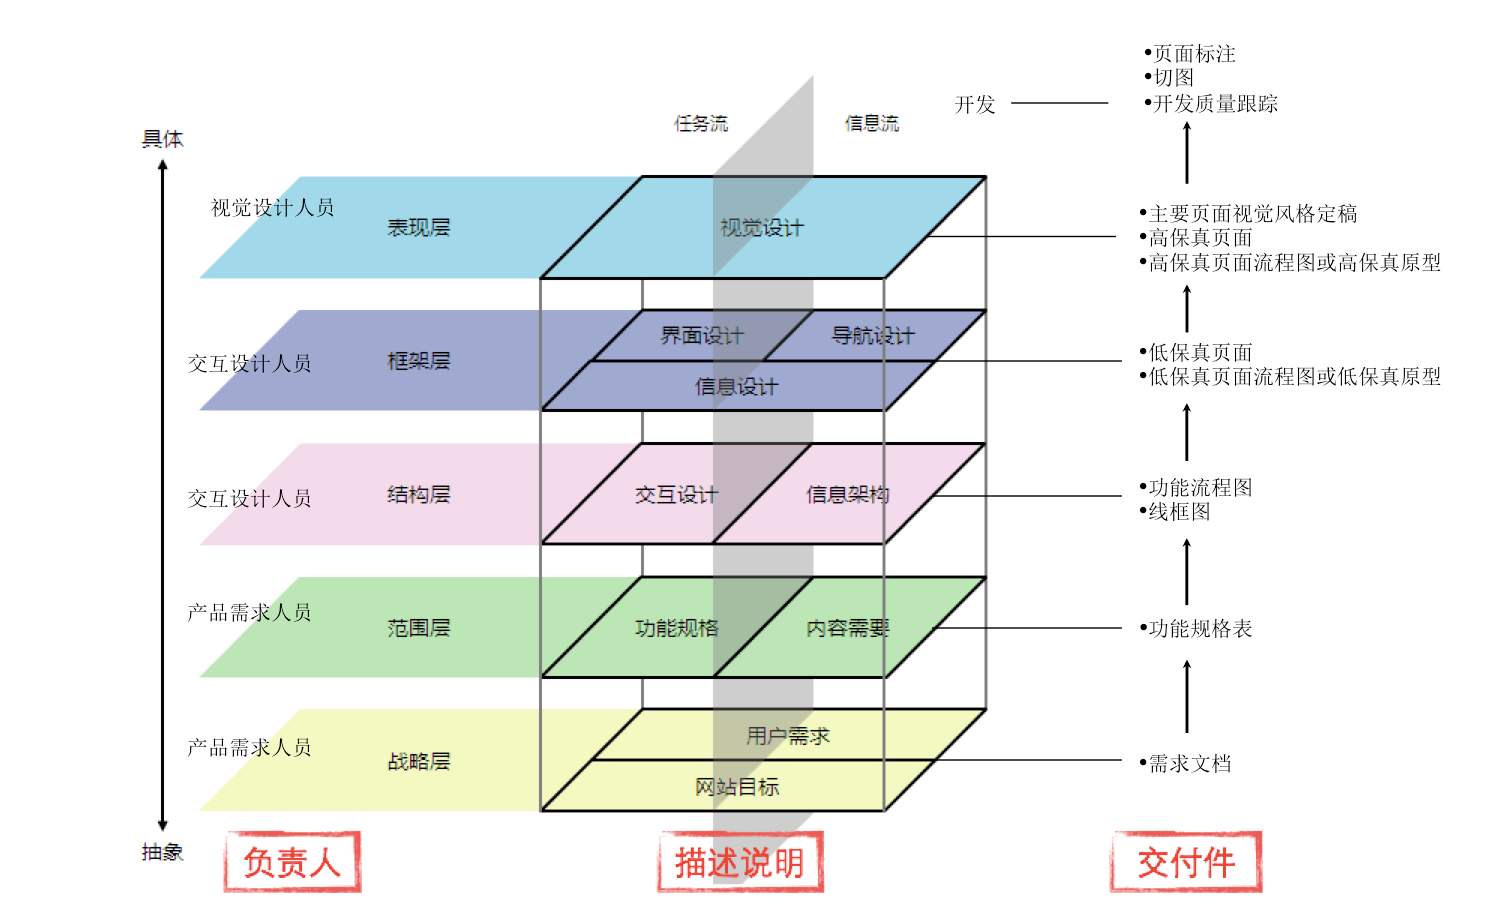 •页面标注
•切图
开发
•开发质量跟踪
任务流
信息流
具体
视觉设计人员
表现层
视觉设计
•主要页面视觉风格定稿
•高保真页面
•高保真页面流程图或高保真原型
交互设计人员
框架层
界面设计
导航设计
信息设计
•低保真页面
•低保真页面流程图或低保真原型
交互设计人员
结构层
交互设计
信息架构
•功能流程图
•线框图
产品需求人员
范围层
功能规格
内容需要
•功能规格表
产品需求人员
战略层
用户需求
网站目标
•需求文档
抽象
负责人
描述说明
交付件